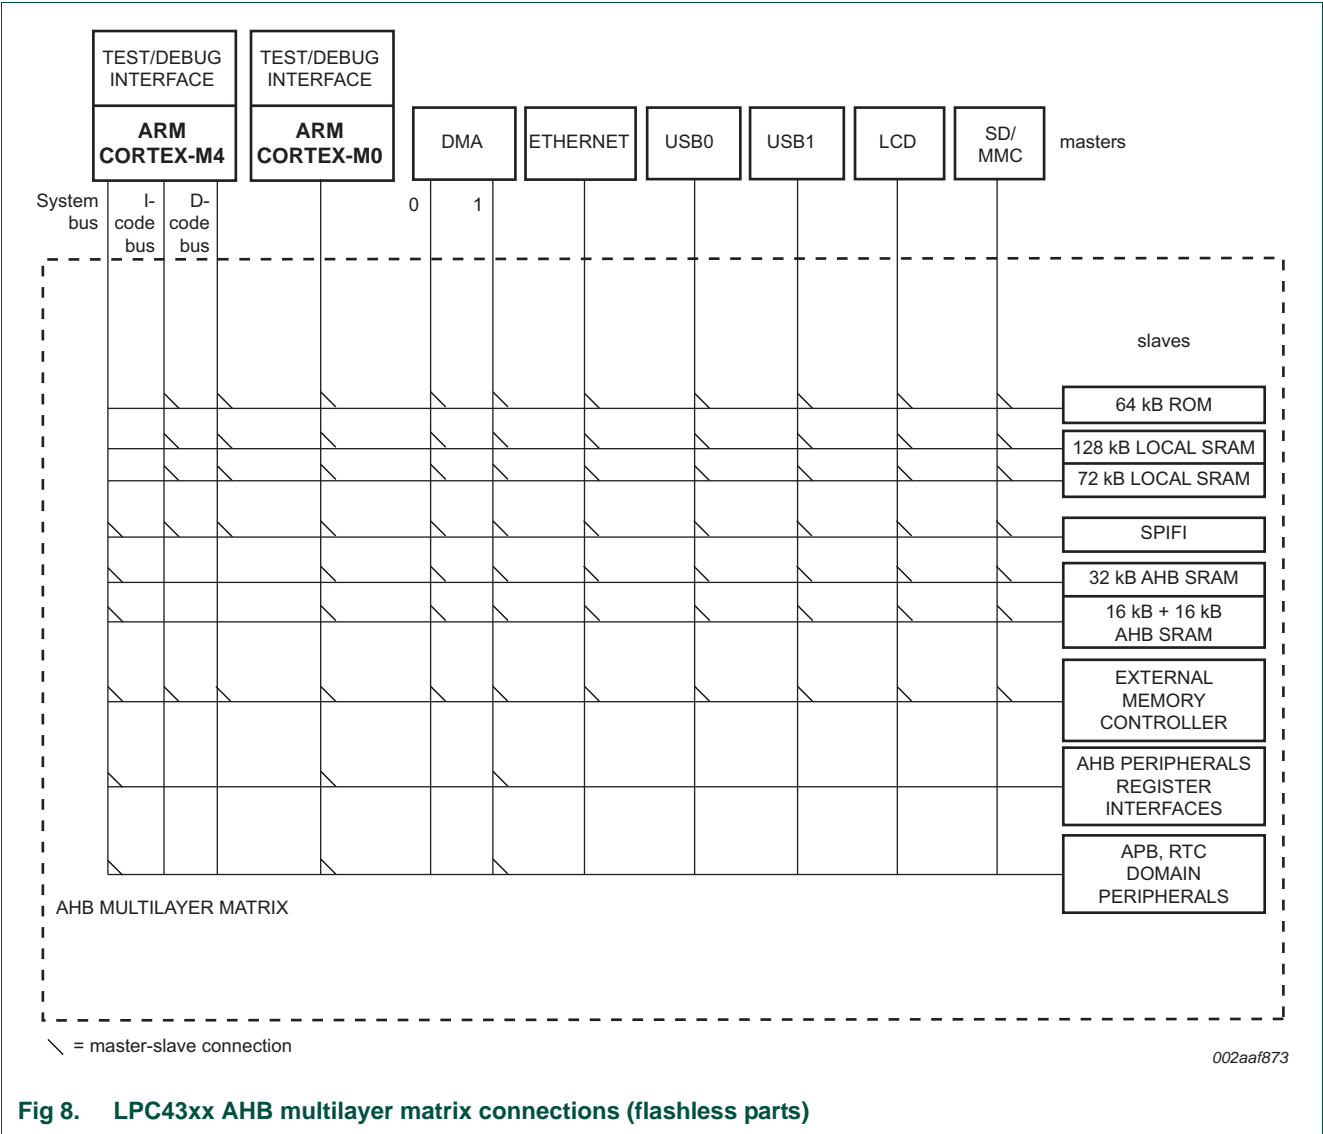 TEST/DEBUG
INTERFACE
TEST/DEBUG
INTERFACE
ARM
CORTEX-M4
ARM
CORTEX-M0
DMA
ETHERNET
USB0
USB1
LCD
SD/
MMC
masters
System
bus
I-
code
bus
D-
code
bus
0
1
slaves
64 kB ROM
128 kB LOCAL SRAM
72 kB LOCAL SRAM
SPIFI
32 kB AHB SRAM
16 kB + 16 kB
AHB SRAM
EXTERNAL
MEMORY
CONTROLLER
AHB PERIPHERALS
REGISTER
INTERFACES
APB, RTC
DOMAIN
PERIPHERALS
AHB MULTILAYER MATRIX
= master-slave connection
002aaf873
Fig 8. LPC43xx AHB multilayer matrix connections (flashless parts)